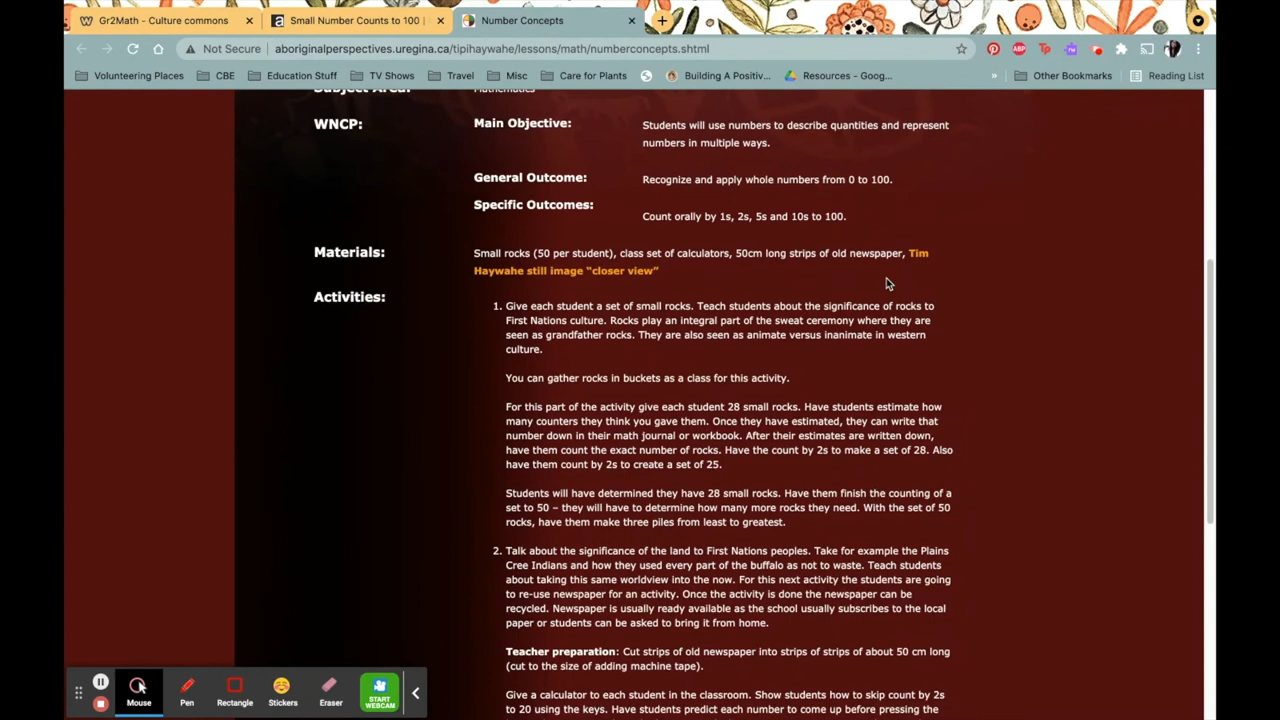 Gr2Math - Culture commons
Small Number Counts to 100 |
Number Concepts
Not Secure
aboriginalperspectives.uregina.ca/tipihaywahe/lessons/math/numberconcepts.shtml
Volunteering Places
CBE
Education Stuff
TV Shows
Travel
Misc
Care for Plants
Building A Positiv...
Resources - Goog...
»
Other Bookmarks
Reading List
Subject Area:
Mathematics
WNCP:
Main Objective:
Students will use numbers to describe quantities and represent
numbers in multiple ways.
General Outcome:
Recognize and apply whole numbers from 0 to 100.
Specific Outcomes:
Count orally by 1s, 2s, 5s and 10s to 100.
Materials:
Small rocks (50 per student), class set of calculators, 50cm long strips of old newspaper, Tim
Haywahe still image “closer view”
Activities:
1. Give each student a set of small rocks. Teach students about the significance of rocks to
First Nations culture. Rocks play an integral part of the sweat ceremony where they are
seen as grandfather rocks. They are also seen as animate versus inanimate in western
culture.
You can gather rocks in buckets as a class for this activity.
For this part of the activity give each student 28 small rocks. Have students estimate how
many counters they think you gave them. Once they have estimated, they can write that
number down in their math journal or workbook. After their estimates are written down,
have them count the exact number of rocks. Have the count by 2s to make a set of 28. Also
have them count by 2s to create a set of 25.
Students will have determined they have 28 small rocks. Have them finish the counting of a
set to 50 – they will have to determine how many more rocks they need. With the set of 50
rocks, have them make three piles from least to greatest.
2. Talk about the significance of the land to First Nations peoples. Take for example the Plains
Cree Indians and how they used every part of the buffalo as not to waste. Teach students
about taking this same worldview into the now. For this next activity the students are going
to re-use newspaper for an activity. Once the activity is done the newspaper can be
recycled. Newspaper is usually ready available as the school usually subscribes to the local
paper or students can be asked to bring it from home.
Teacher preparation: Cut strips of old newspaper into strips of strips of about 50 cm long
(cut to the size of adding machine tape).
Give a calculator to each student in the classroom. Show students how to skip count by 2s
to 20 using the keys. Have students predict each number to come up before pressing the
Mouse
Pen
Rectangle
Stickers
Eraser
START
WEBCAM